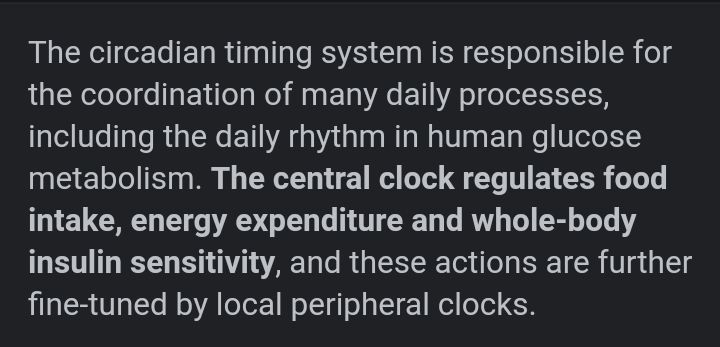 The circadian timing system is responsible for
the coordination of many daily processes,
including the daily rhythm in human glucose
metabolism. The central clock regulates food
intake, energy expenditure and whole-body
insulin sensitivity, and these actions are further
fine-tuned by local peripheral clocks.